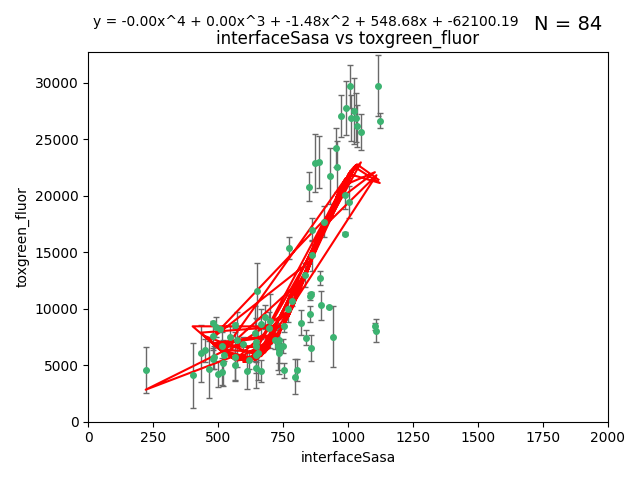 y = -0.00x^4 + 0.00x^3 + -1.48x^2 + 548.68x + -62100.19
N = 84
interfaceSasa vs toxgreen_fluor
30000
25000
20000
15000
10000
5000
0
toxgreen_fluor
0 250 500 750 1000 1250 1500 1750 2000
interfaceSasa